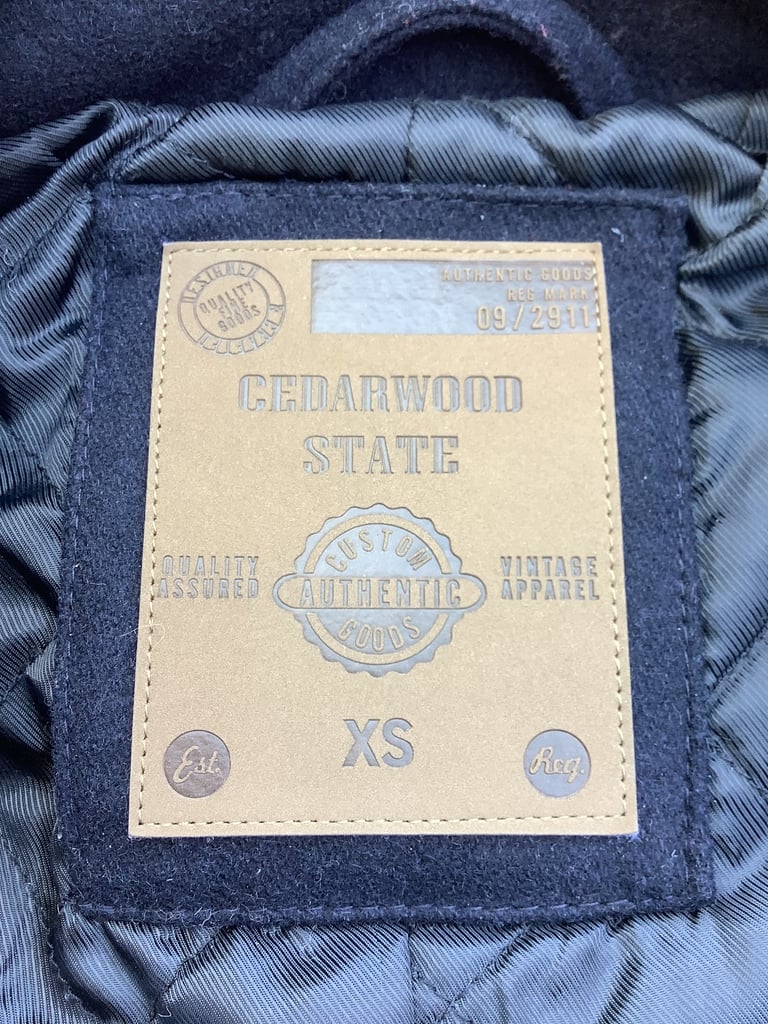 DESIGNED
QUALITY
FINE
GOODS
AUTHENTIC GOODS
REG MARK
09/2911
CEDARWOOD
STATE
QUALITY
ASSURED
CUSTOM
AUTHENTIC
GOODS
VINTAGE
APPAREL
XS
Est.
Reg.